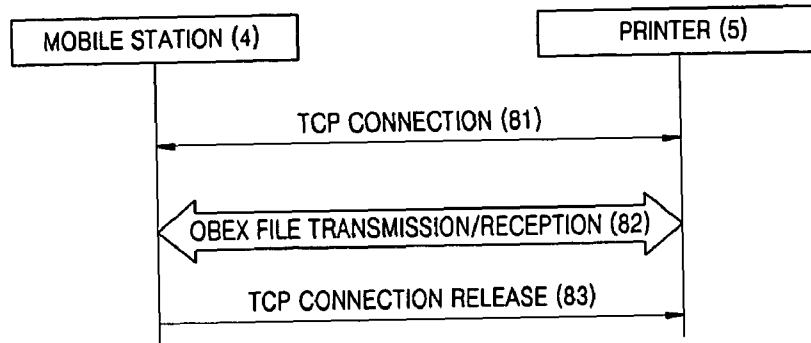 MOBILE STATION (4)
PRINTER (5)
TCP CONNECTION (81)
OBEX FILE TRANSMISSION/RECEPTION (82)
TCP CONNECTION RELEASE (83)